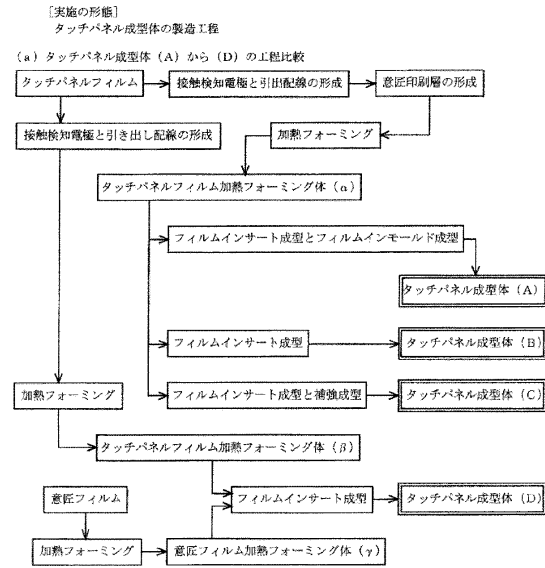 [実施の形態]
タッチパネル成型体の製造工程
(a) タッチパネル成型体(A)から(D)の工程比較
タッチパネルフィルム
接触検知電極と引出配線の形成
意匠印刷層の形成
接触検知電極と引き出し配線の形成
加熱フォーミング
タッチパネルフィルム加熱フォーミング体(α)
フィルムインサート成型とフィルムインモールド成型
タッチパネル成型体(A)
フィルムインサート成型
タッチパネル成型体(B)
加熱フォーミング
フィルムインサート成型と補強成型
タッチパネル成型体(C)
タッチパネルフィルム加熱フォーミング体(β)
意匠フィルム
フィルムインサート成型
タッチパネル成型体(D)
加熱フォーミング
意匠フィルム加熱フォーミング体(γ)